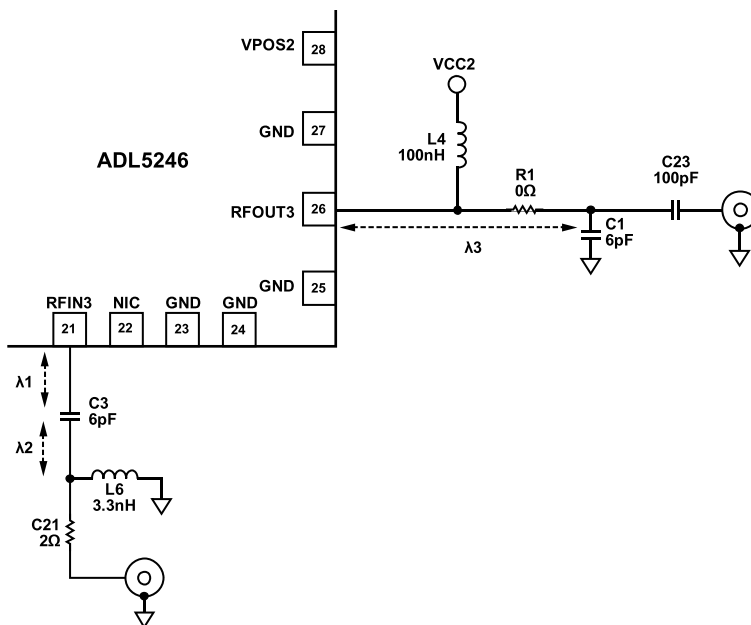 VPOS2
28
VCC2
GND
27
L4
100nH
ADL5246
C23
100pF
R1
0Ω
RFOUT3
26
C1
6pF
λ3
GND
25
RFIN3
NIC
GND
GND
21
22
23
24
λ1
C3
6pF
λ2
L6
3.3nH
C21
2Ω